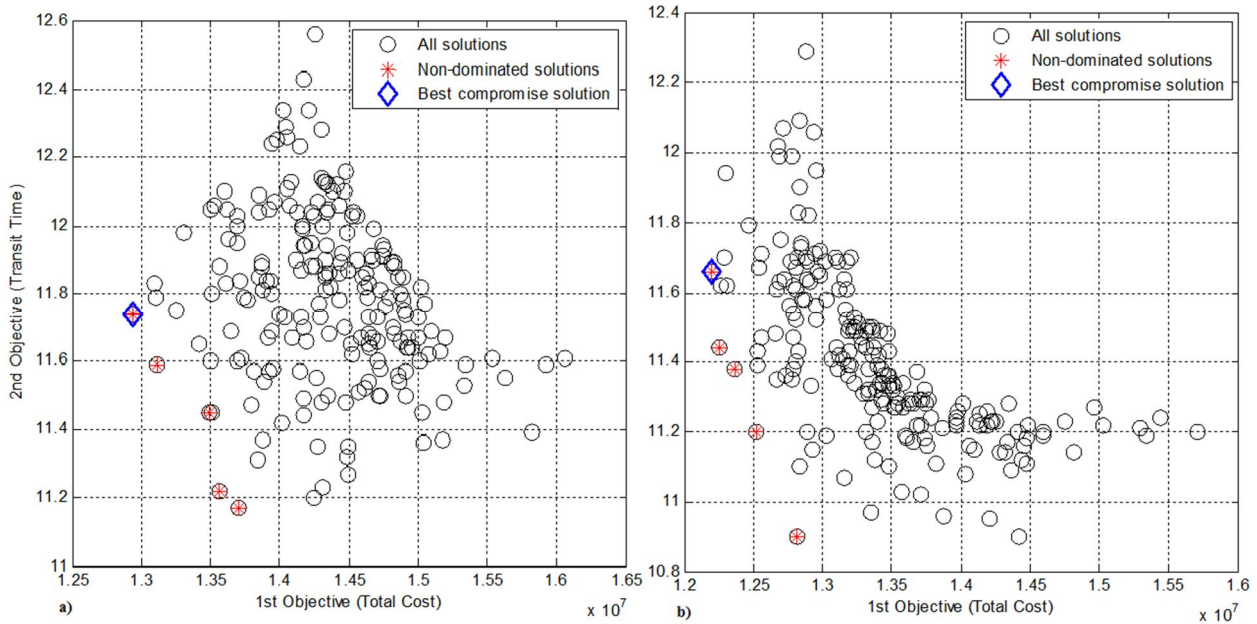 12.6
12.4
12.2
12
11.8
11.6
11.4
11.2
11
2nd Objective (Transit Time)
All solutions
Non-dominated solutions
Best compromise solution
1.25 1.3 1.35 1.4 1.45 1.5 1.55 1.6 1.65
1st Objective (Total Cost)
x 10^7
a)
12.4
12.2
12
11.8
11.6
11.4
11.2
11
10.8
All solutions
Non-dominated solutions
Best compromise solution
1.2 1.25 1.3 1.35 1.4 1.45 1.5 1.55 1.6
1st Objective (Total Cost)
x 10^7
b)